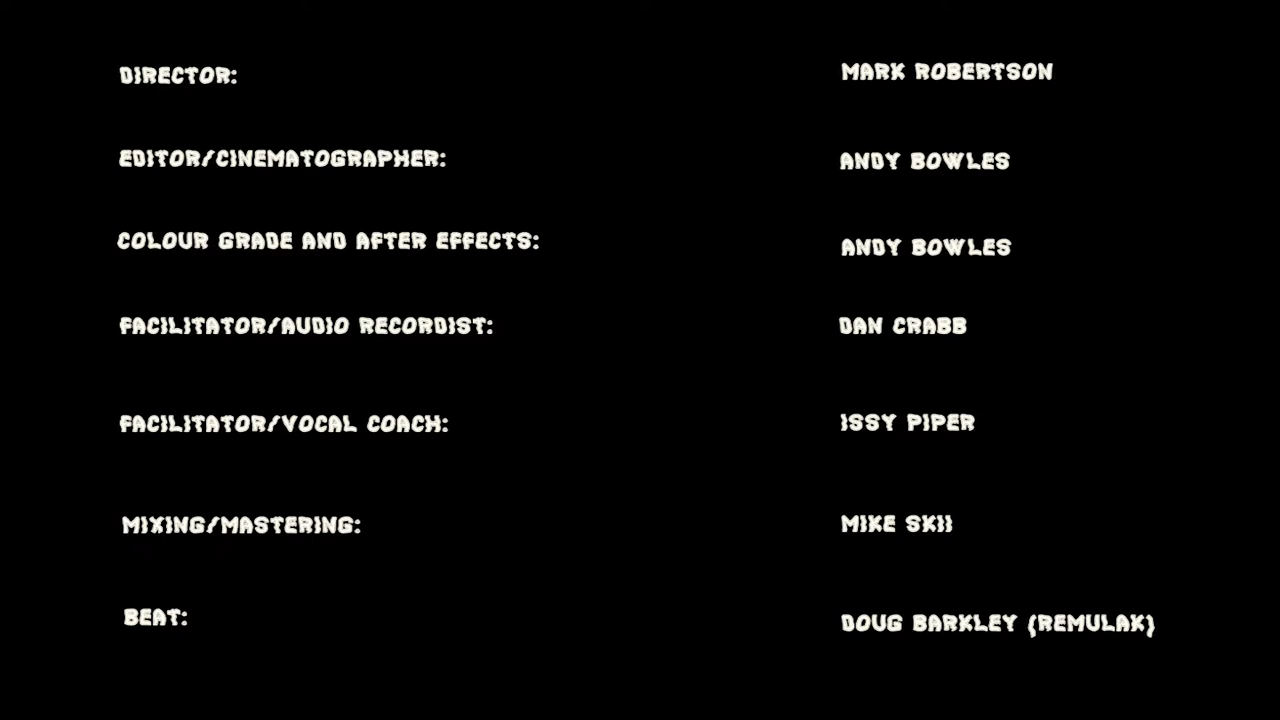 DIRECTOR: MARK ROBERTSON
EDITOR/CINEMATOGRAPHER: ANDY BOWLES
COLOUR GRADE AND AFTER EFFECTS: ANDY BOWLES
FACILITATOR/AUDIO RECORDIST: DAN CRABB
FACILITATOR/VOCAL COACH: ISSY PIPER
MIXING/MASTERING: MIKE SKII
BEAT: DOUG BARKLEY (REMULAK)